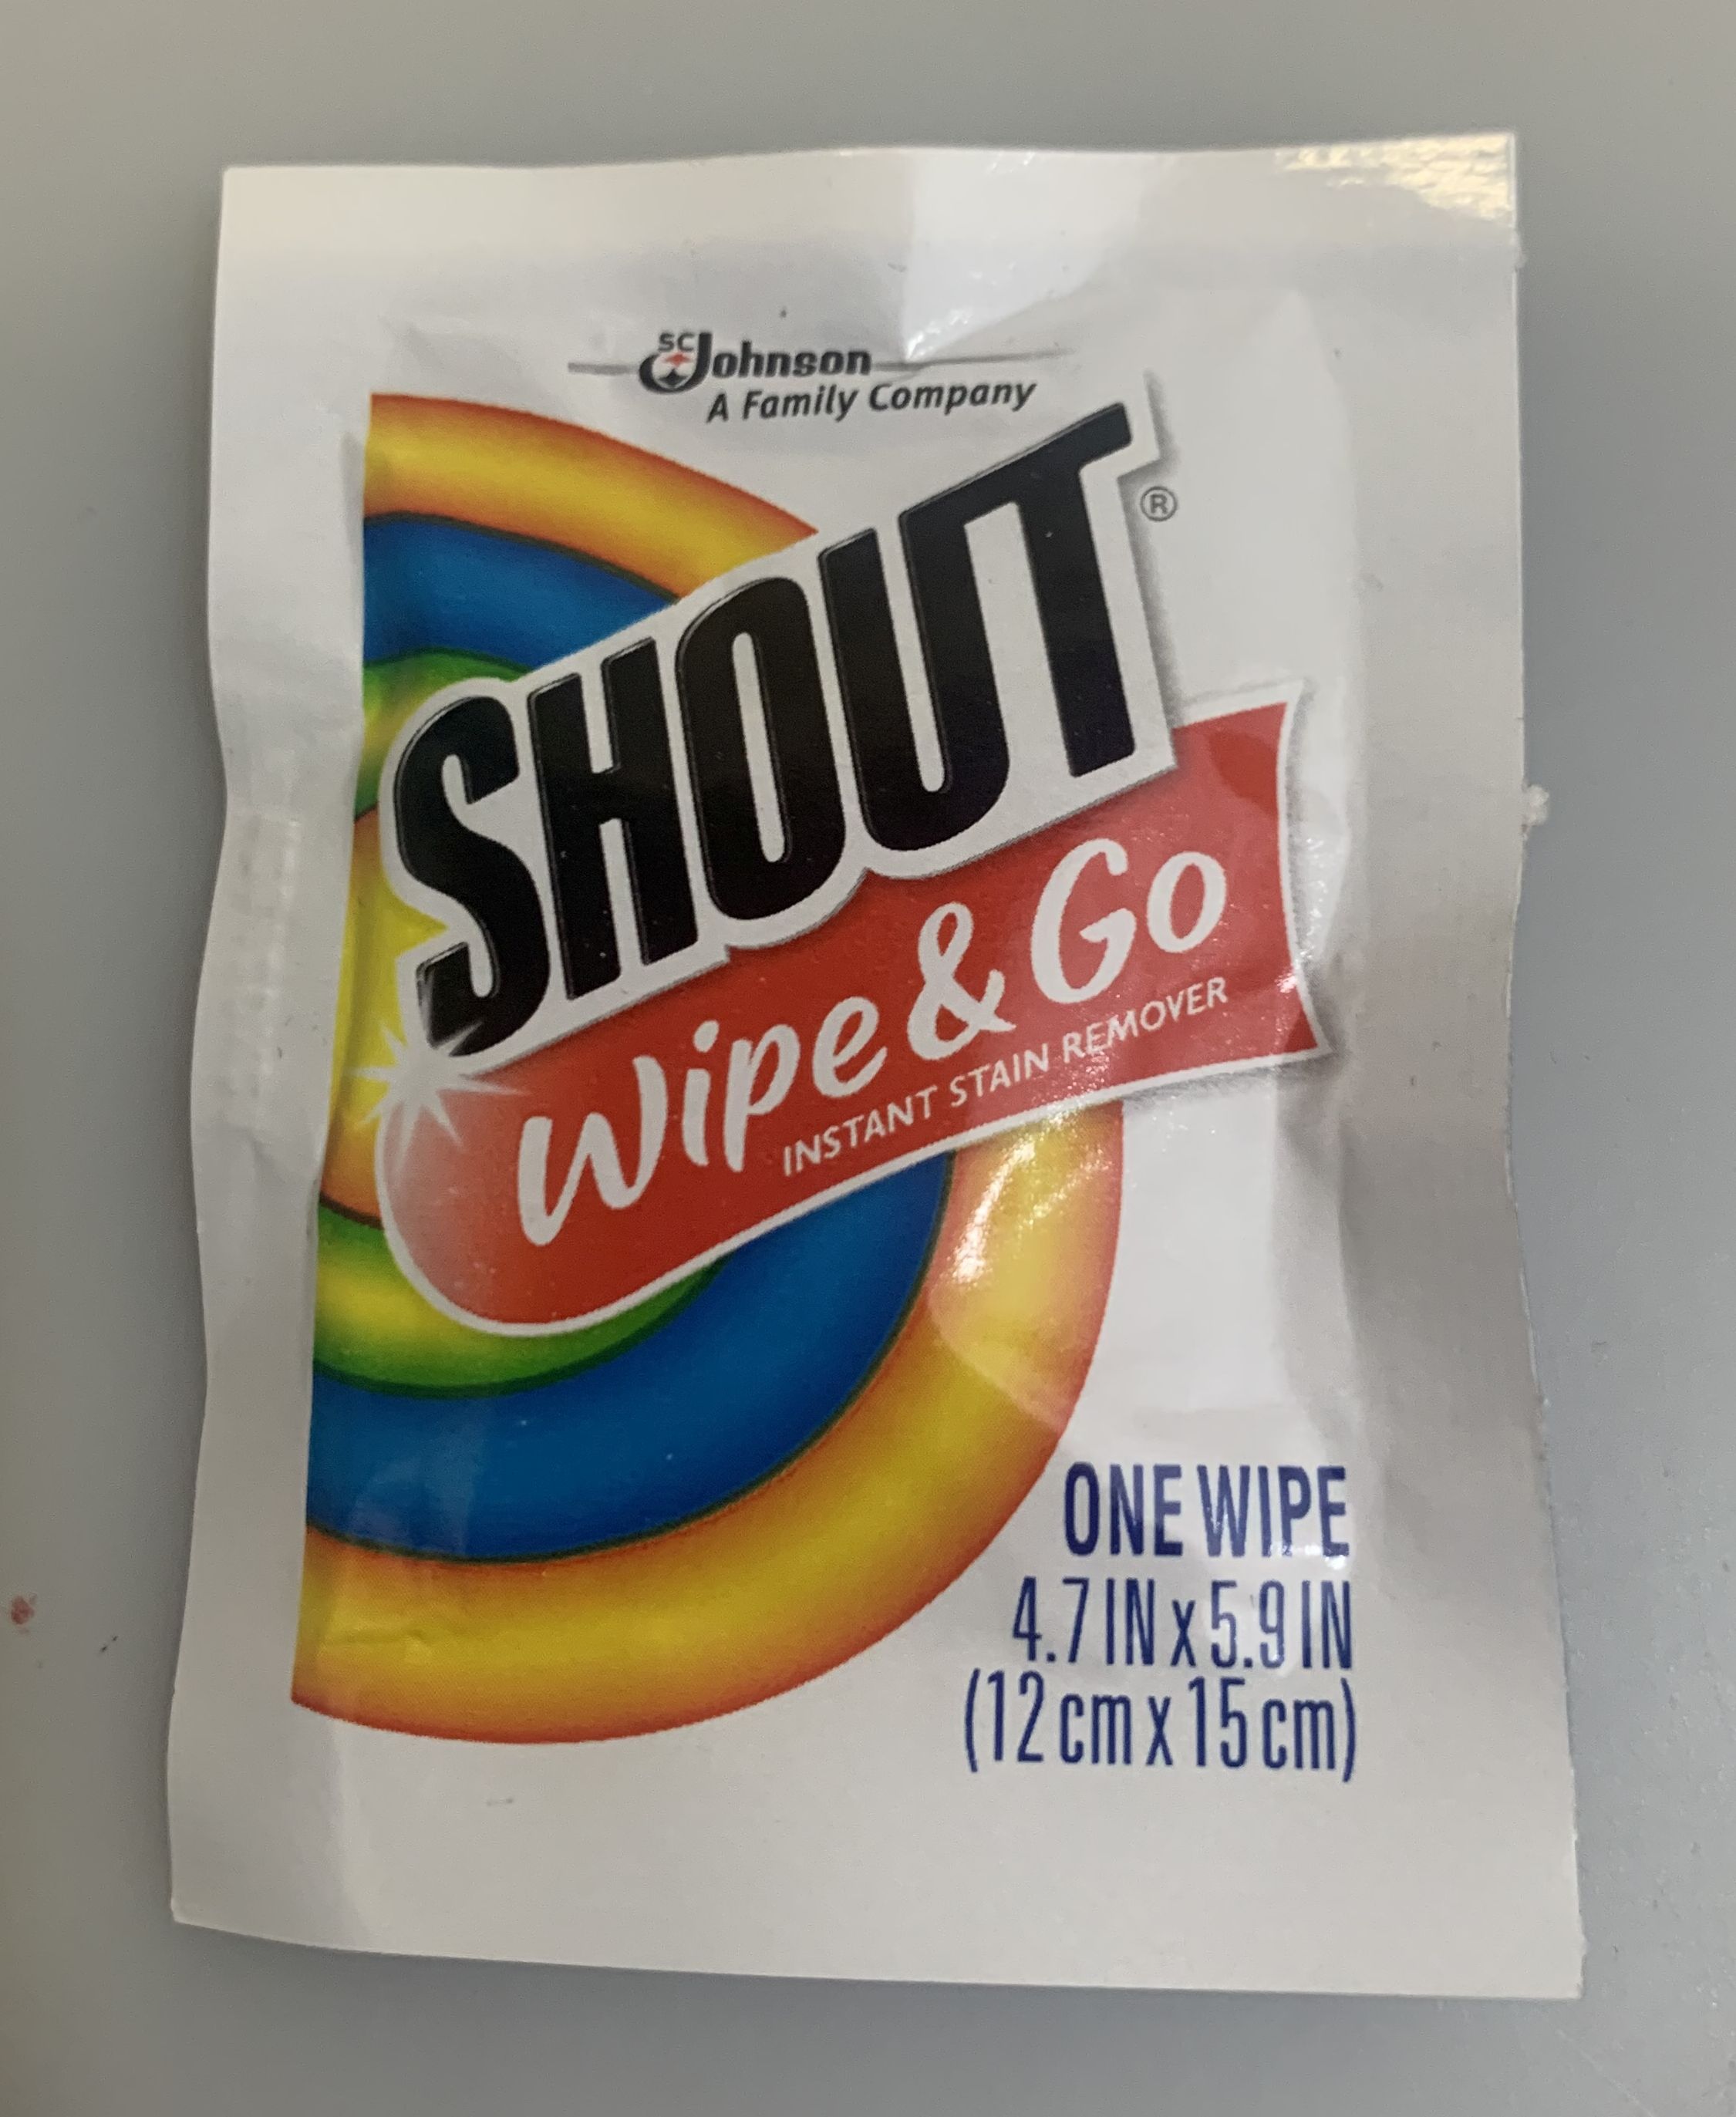 SC Johnson
A Family Company
SHOUT®
Wipe & Go
INSTANT STAIN REMOVER
ONE WIPE
4.7 IN x 5.9 IN
(12 cm x 15 cm)